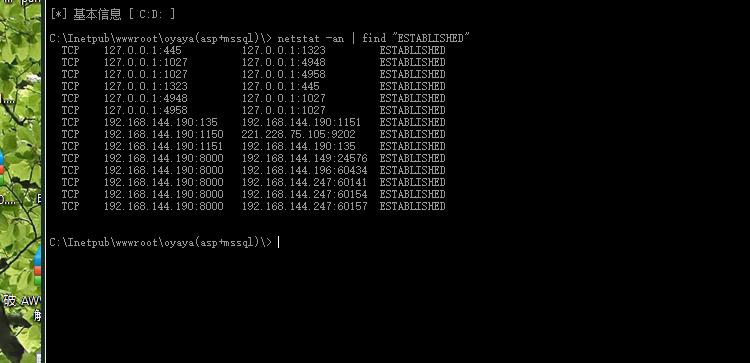 [*] 基本信息 [ C:D: ]
C:\Inetpub\wwwroot\oyaya(asp+mssql)\> netstat -an | find "ESTABLISHED"
TCP 127.0.0.1:445 127.0.0.1:1323 ESTABLISHED
TCP 127.0.0.1:1027 127.0.0.1:4948 ESTABLISHED
TCP 127.0.0.1:1027 127.0.0.1:4958 ESTABLISHED
TCP 127.0.0.1:1323 127.0.0.1:445 ESTABLISHED
TCP 127.0.0.1:4948 127.0.0.1:1027 ESTABLISHED
TCP 127.0.0.1:4958 127.0.0.1:1027 ESTABLISHED
TCP 192.168.144.190:135 192.168.144.190:1151 ESTABLISHED
TCP 192.168.144.190:1150 221.228.75.105:9202 ESTABLISHED
TCP 192.168.144.190:1151 192.168.144.190:135 ESTABLISHED
TCP 192.168.144.190:8000 192.168.144.149:24576 ESTABLISHED
TCP 192.168.144.190:8000 192.168.144.196:60434 ESTABLISHED
TCP 192.168.144.190:8000 192.168.144.247:60141 ESTABLISHED
TCP 192.168.144.190:8000 192.168.144.247:60154 ESTABLISHED
TCP 192.168.144.190:8000 192.168.144.247:60157 ESTABLISHED
C:\Inetpub\wwwroot\oyaya(asp+mssql)\>
破 AW
解